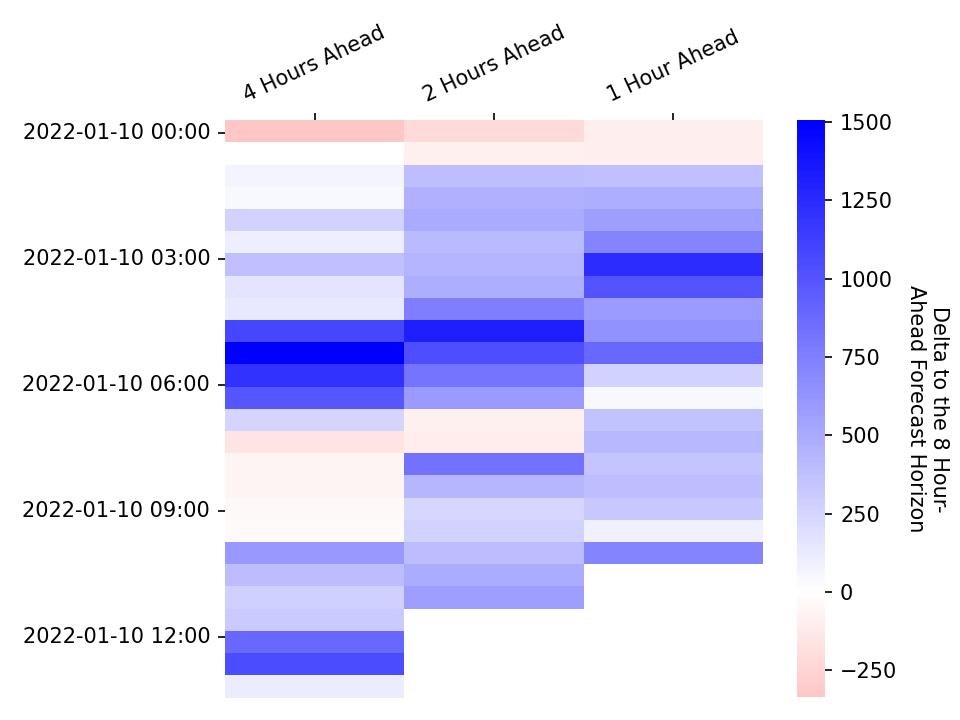 4 Hours Ahead
2 Hours Ahead
1 Hour Ahead
2022-01-10 00:00
2022-01-10 03:00
2022-01-10 06:00
2022-01-10 09:00
2022-01-10 12:00
1500
1250
1000
750
500
250
0
−250
Delta to the 8 Hour-
Ahead Forecast Horizon